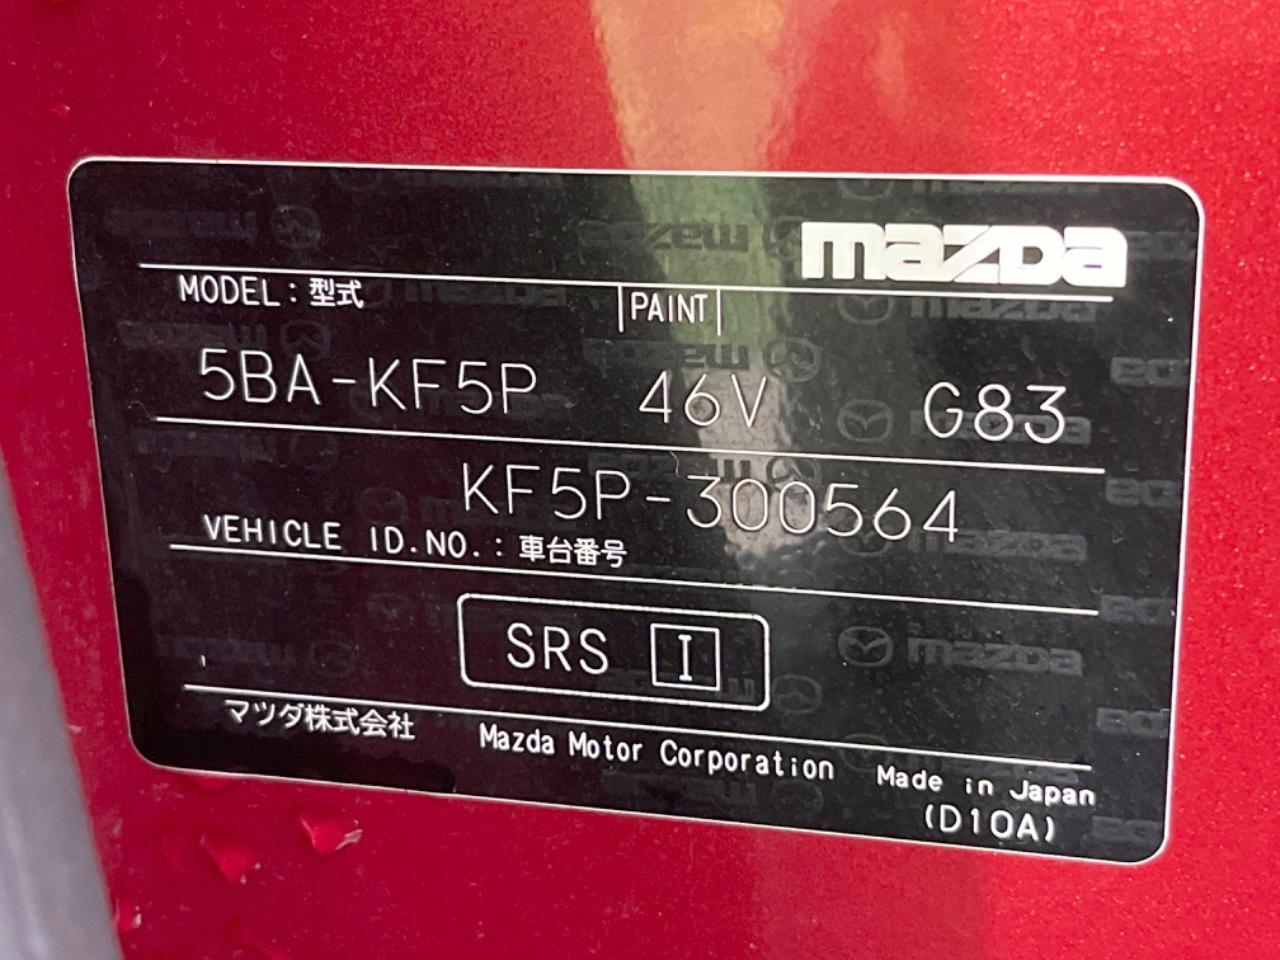 mazda
MODEL：型式 |PAINT|
5BA-KF5P 46V G83
KF5P-300564
VEHICLE ID.NO.：車台番号
SRS I
マツダ株式会社 Mazda Motor Corporation Made in Japan
(D10A)